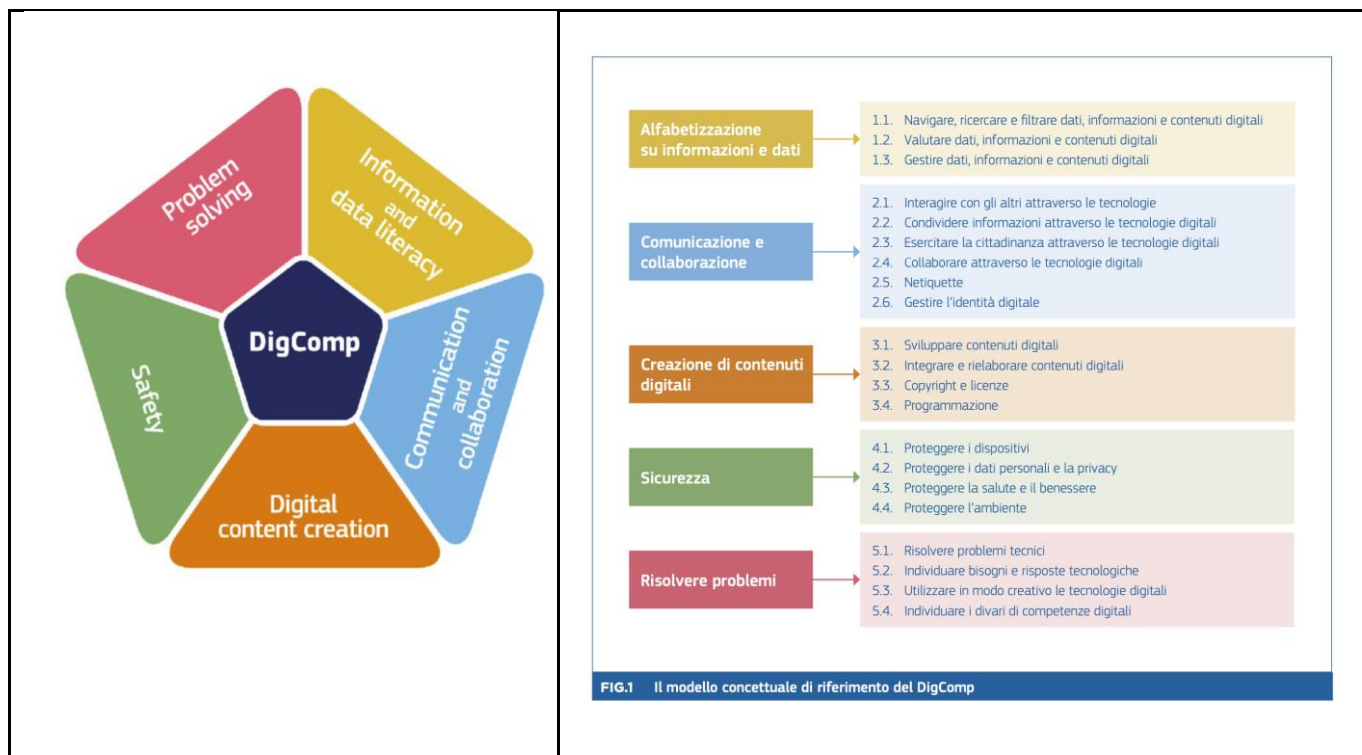 Problem
solving
Information
and
data literacy
DigComp
Safety
Communication
and
collaboration
Digital
content creation
Alfabetizzazione
su informazioni e dati
1.1. Navigare, ricercare e filtrare dati, informazioni e contenuti digitali
1.2. Valutare dati, informazioni e contenuti digitali
1.3. Gestire dati, informazioni e contenuti digitali
Comunicazione e
collaborazione
2.1. Interagire con gli altri attraverso le tecnologie
2.2. Condividere informazioni attraverso le tecnologie digitali
2.3. Esercitare la cittadinanza attraverso le tecnologie digitali
2.4. Collaborare attraverso le tecnologie digitali
2.5. Netiquette
2.6. Gestire l'identità digitale
Creazione di contenuti
digitali
3.1. Sviluppare contenuti digitali
3.2. Integrare e rielaborare contenuti digitali
3.3. Copyright e licenze
3.4. Programmazione
Sicurezza
4.1. Proteggere i dispositivi
4.2. Proteggere i dati personali e la privacy
4.3. Proteggere la salute e il benessere
4.4. Proteggere l'ambiente
Risolvere problemi
5.1. Risolvere problemi tecnici
5.2. Individuare bisogni e risposte tecnologiche
5.3. Utilizzare in modo creativo le tecnologie digitali
5.4. Individuare i divari di competenze digitali
FIG.1 Il modello concettuale di riferimento del DigComp